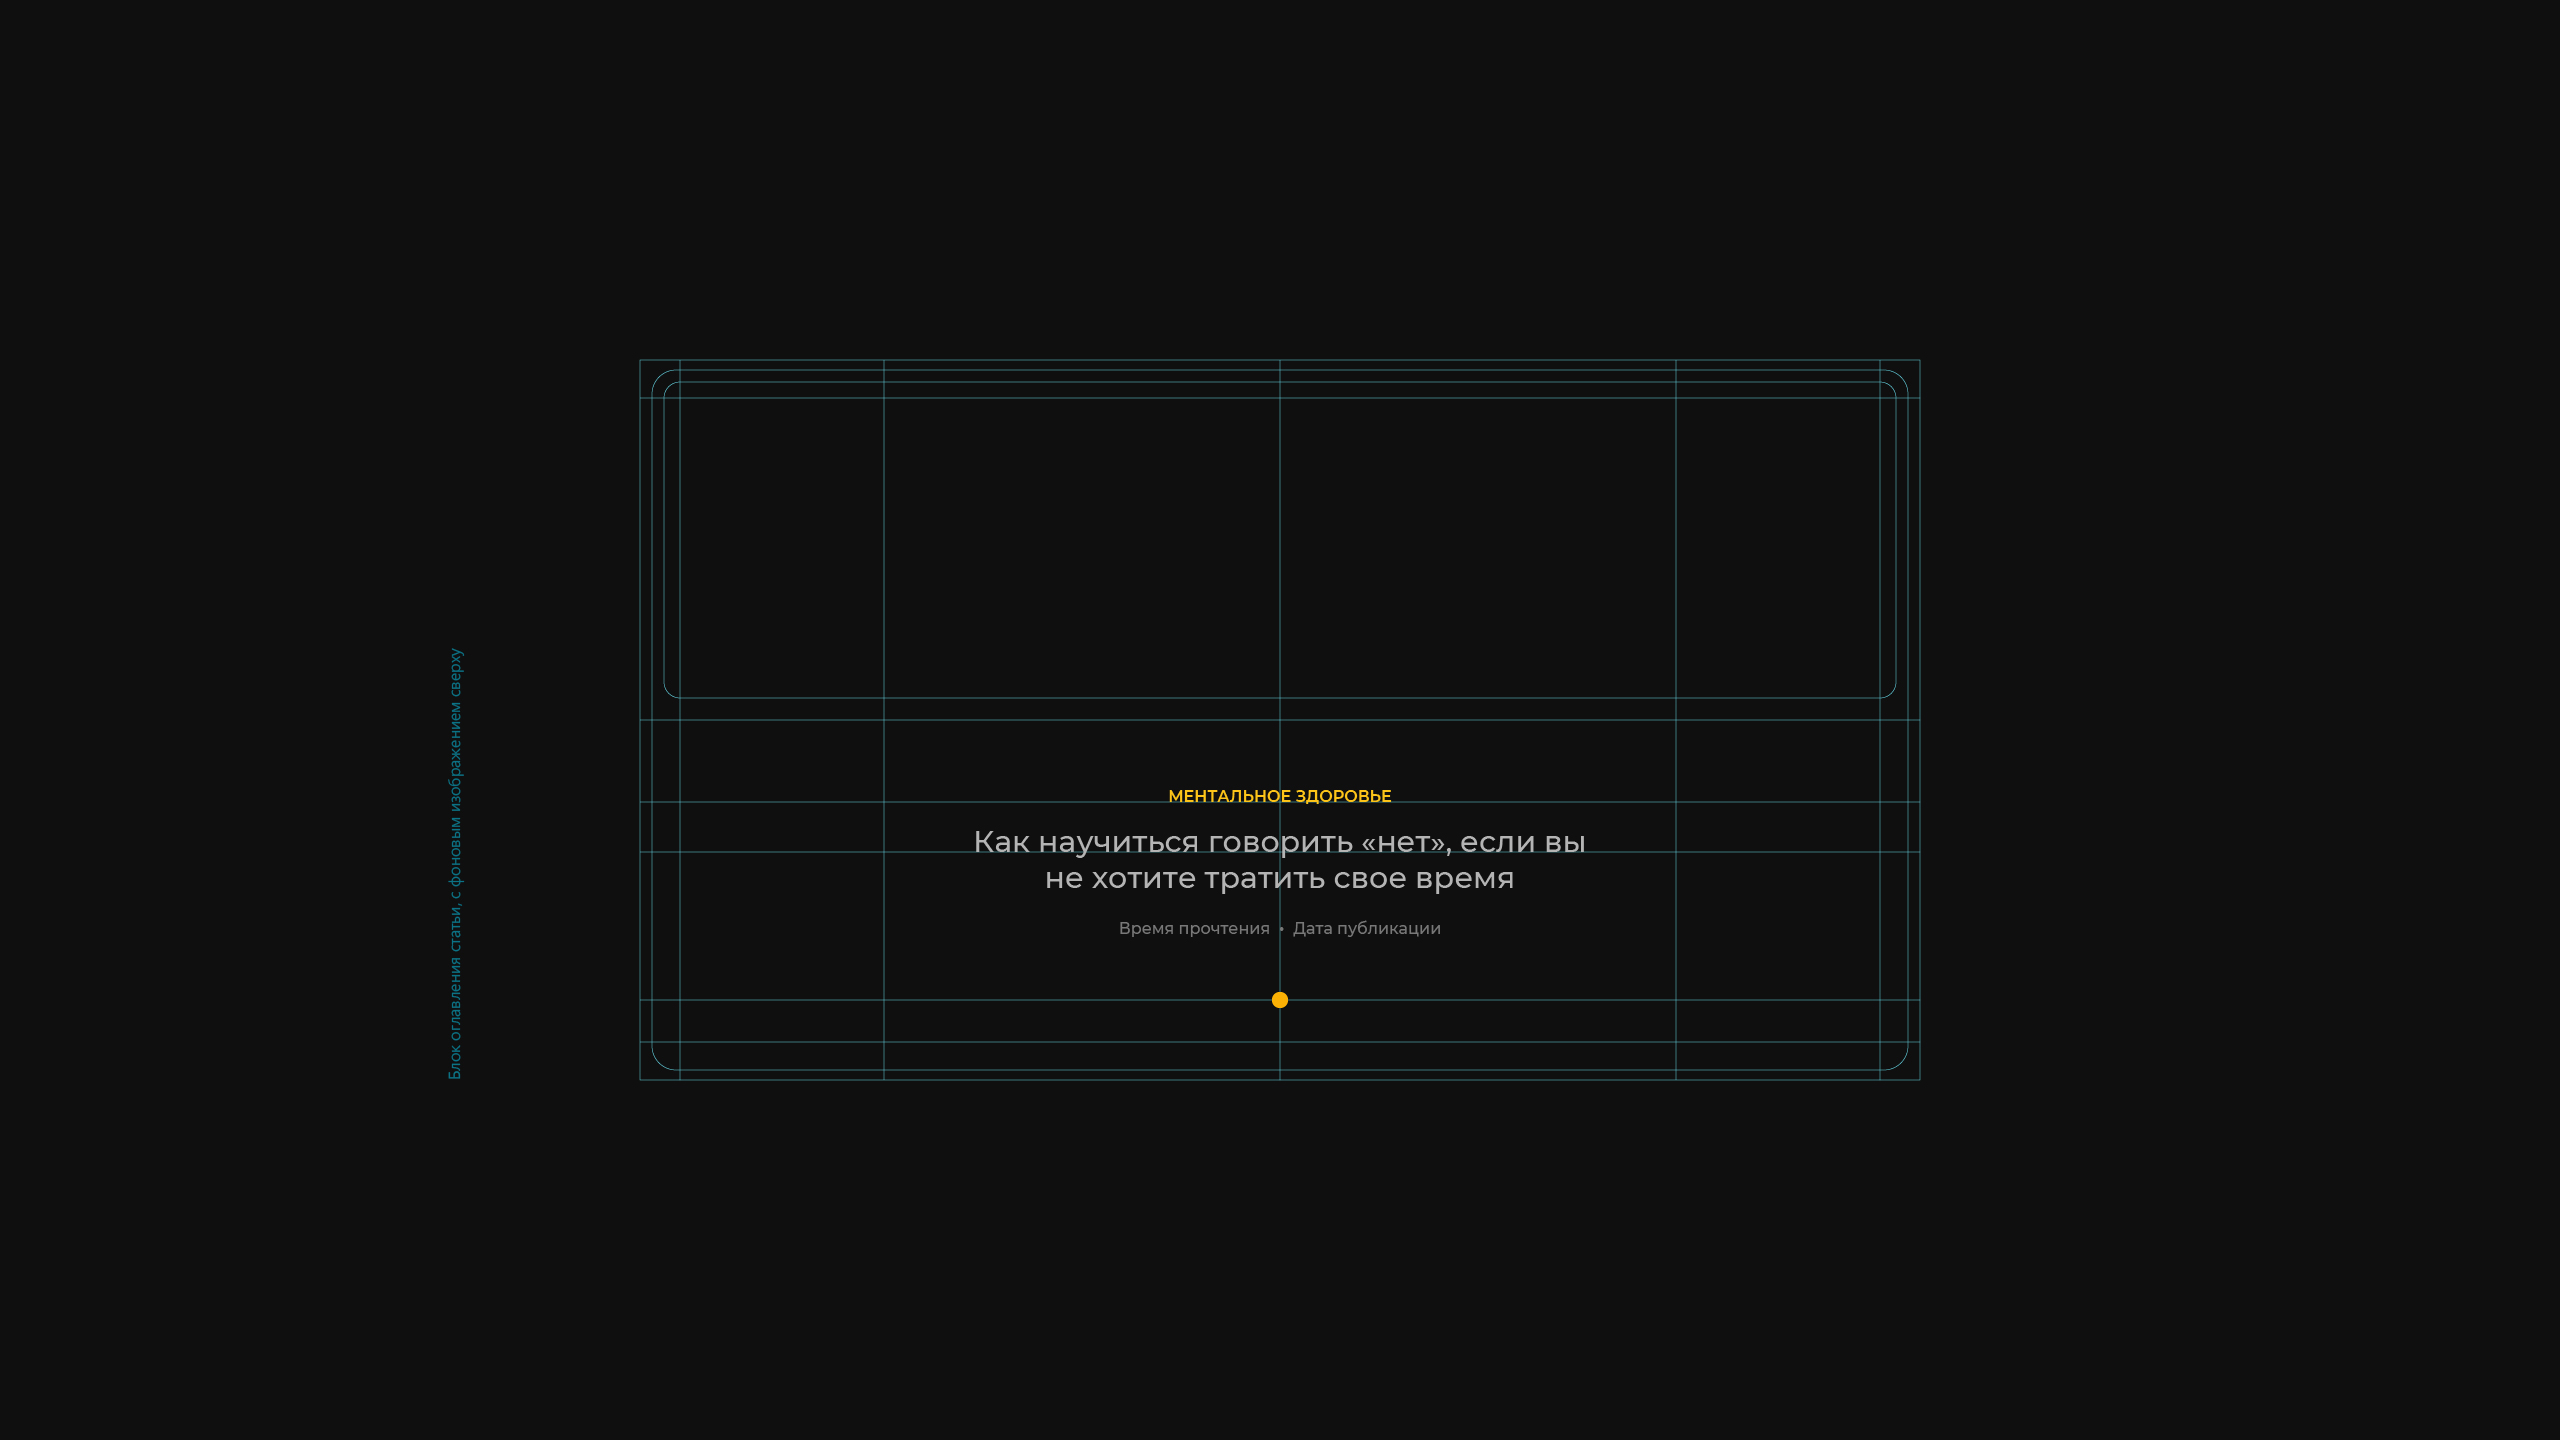 МЕНТАЛЬНОЕ ЗДОРОВЬЕ
Как научиться говорить «нет», если вы
не хотите тратить свое время
Время прочтения • Дата публикации
Блок оглавления статьи, с фоновым изображением сверху